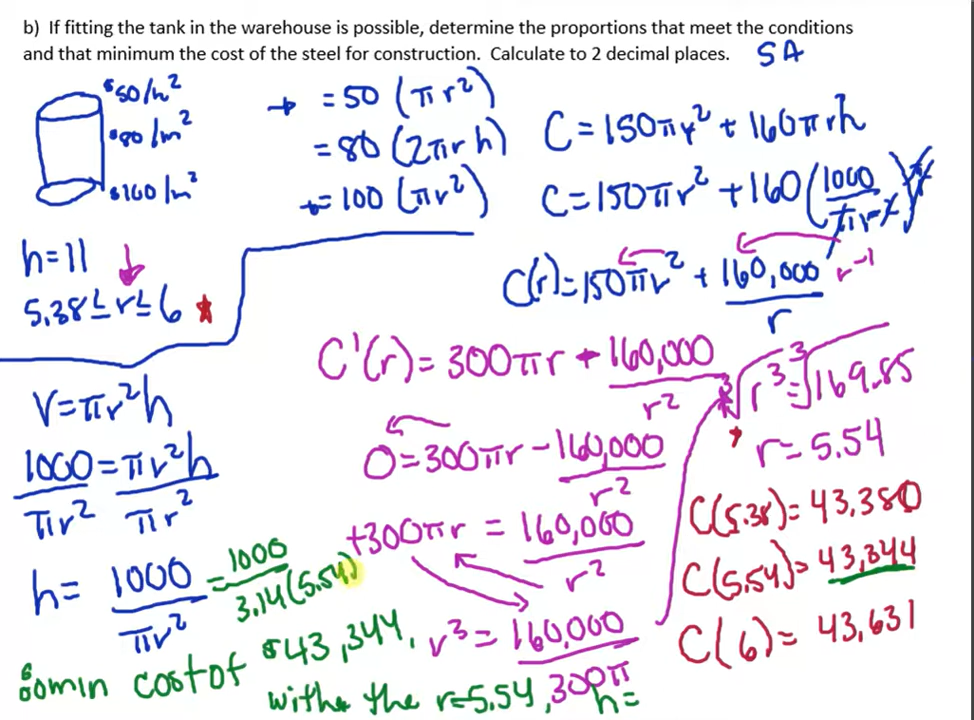 b) If fitting the tank in the warehouse is possible, determine the proportions that meet the conditions
and that minimum the cost of the steel for construction. Calculate to 2 decimal places. SA
$50/m²
$80/m²
$100/m²
→ = 50 (πr²)
= 80 (2πrh)
+= 100 (πr²)
C = 150πr² + 160πrh
C = 150πr² + 160(1000/πr²)r
C(r) = 150πr² + 160,000/r r⁻¹
h = 11
5.38 ≤ r ≤ 6 ★
C'(r) = 300πr + 160,000/r²
0 = 300πr - 160,000/r²
+300πr = 160,000/r²
r³ = 160,000/300π
∛r³ = ∛169.85
r = 5.54
C(5.38) = 43,380
C(5.54) = 43,344
C(6) = 43,631
V = πr²h
1000/πr² = πr²h/πr²
h = 1000/πr² = 1000/3.14(5.54)
min cost of $43,344,
with the r=5.54, h=